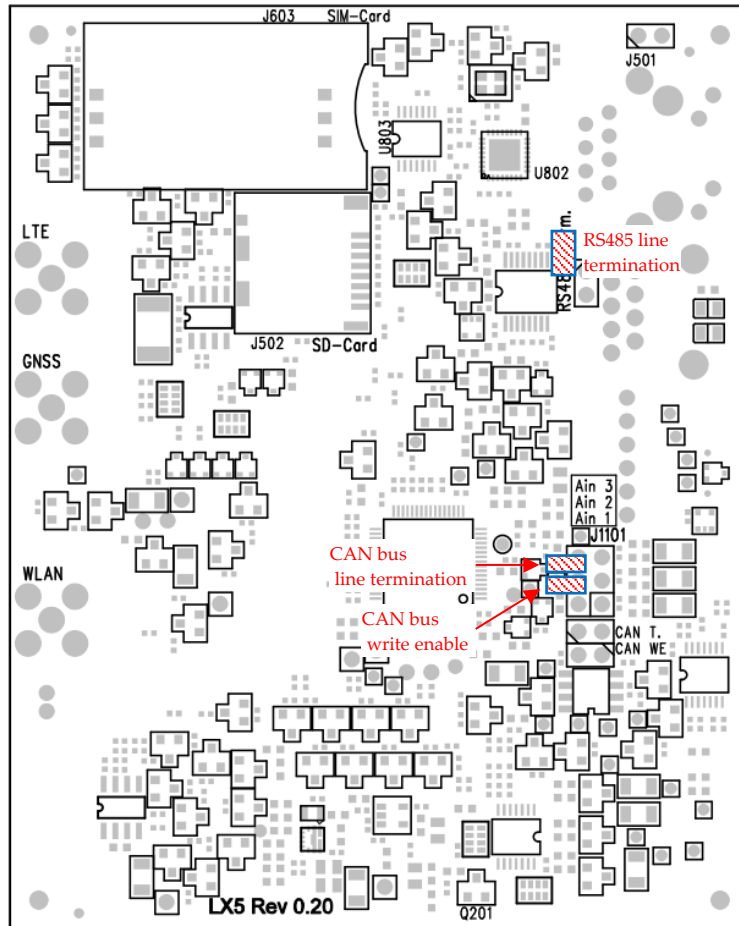 J603 SIM-Card
J501
U803
U802
LTE
RS485
m.
RS485 line
termination
J502
SD-Card
GNSS
Ain 3
Ain 2
Ain 1
J1101
CAN bus
line termination
WLAN
CAN bus
write enable
CAN T.
CAN WE
LX5 Rev 0.20
Q201